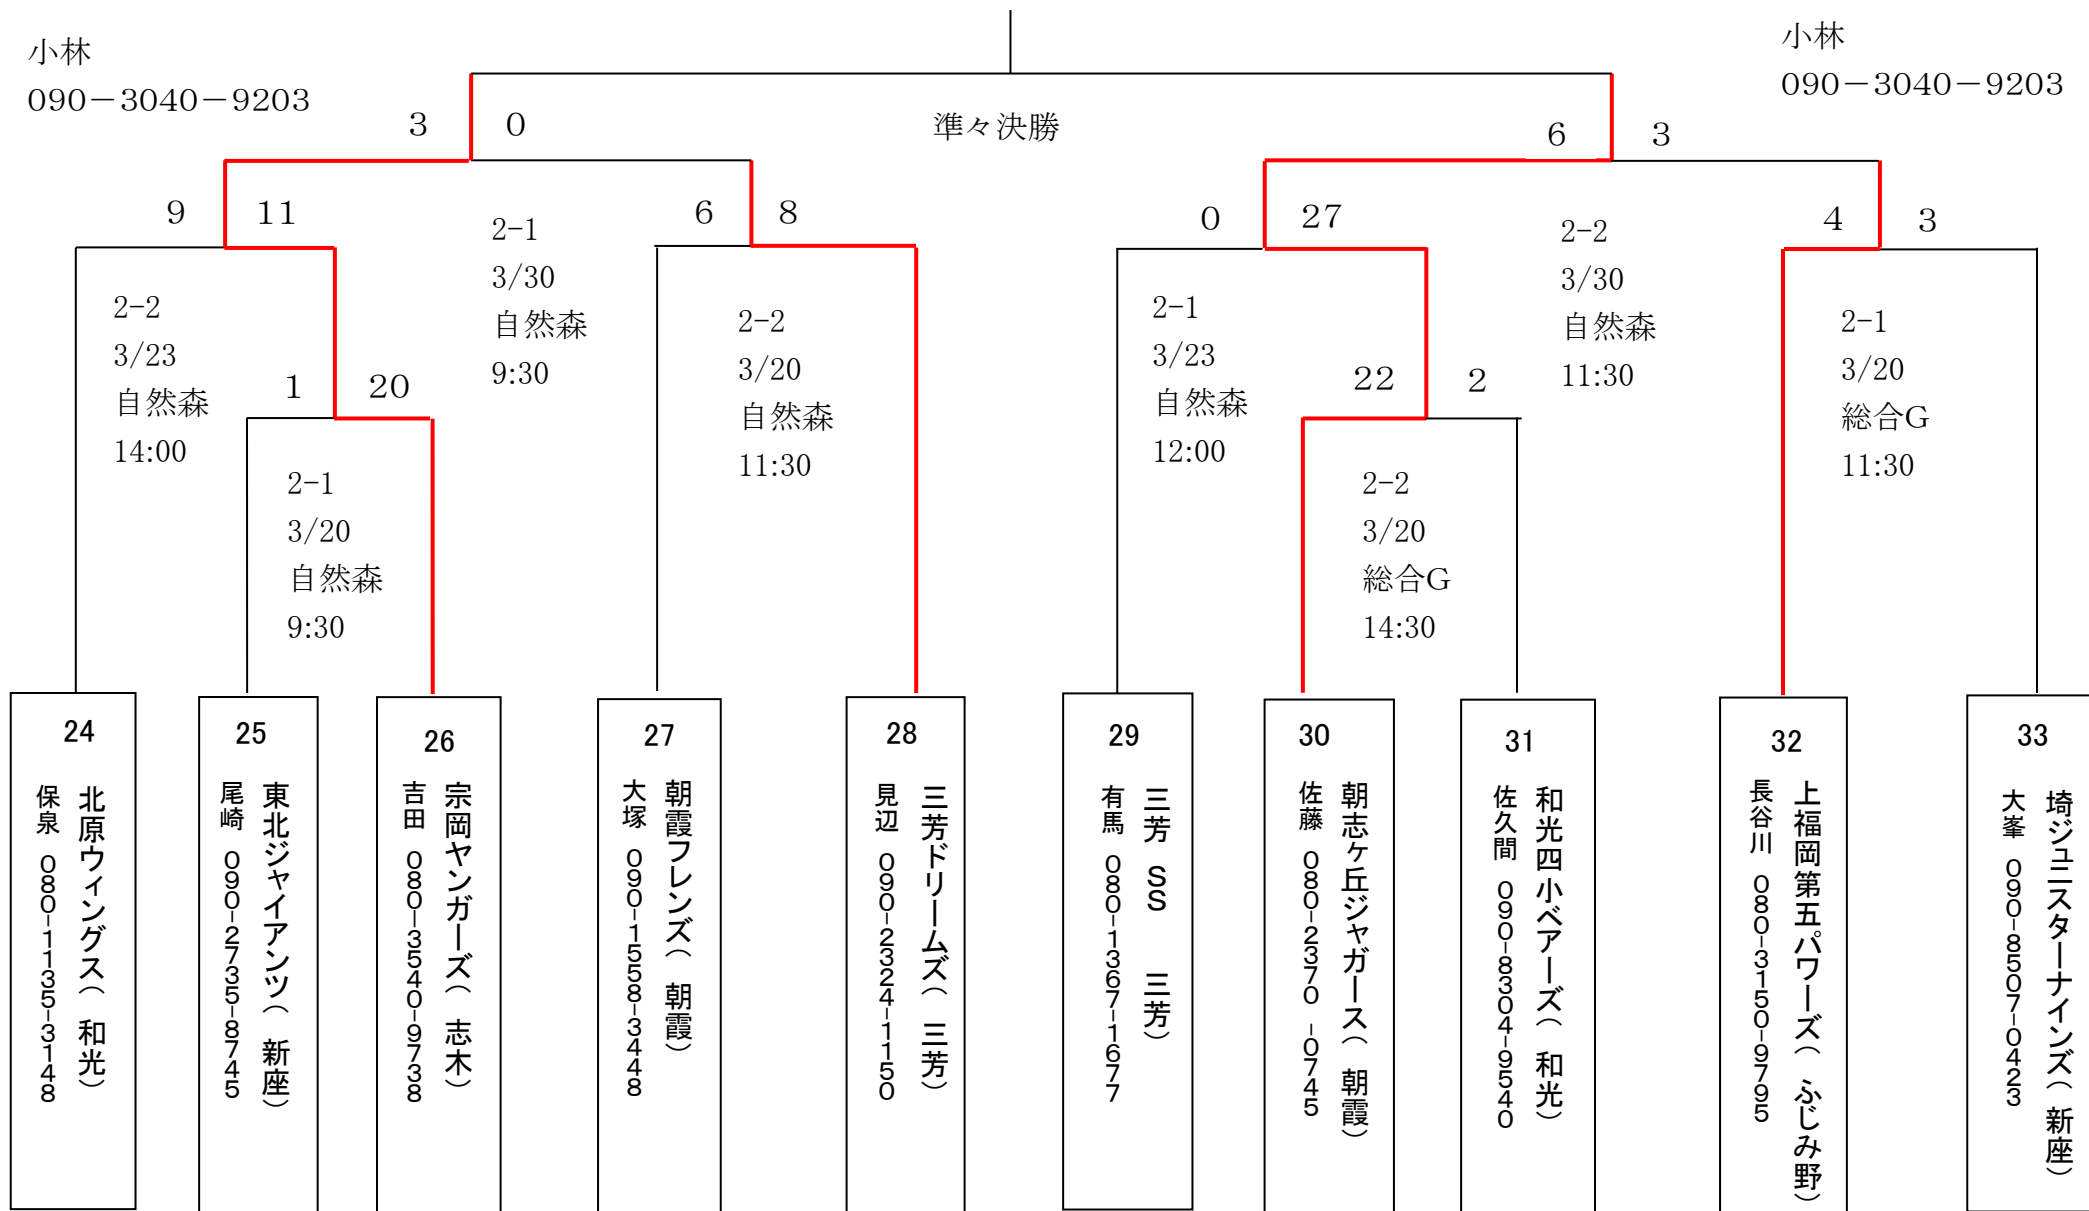 小林
090－3040－9203
小林
090－3040－9203
準々決勝
3 0
6 3
9 11
6 8
0 27
4 3
2-1
3/30
自然森
9:30
2-2
3/30
自然森
11:30
2-2
3/23
自然森
14:00
2-2
3/20
自然森
11:30
2-1
3/23
自然森
12:00
2-1
3/20
総合G
11:30
1 20
22 2
2-1
3/20
自然森
9:30
2-2
3/20
総合G
14:30
24
北原ウィングス（ 和光）
保泉 080-1135-3148
25
東北ジャイアンツ（ 新座）
尾崎 090-2735-8745
26
宗岡ヤンガーズ（ 志木）
吉田 080-3540-9738
27
朝霞フレンズ（ 朝霞）
大塚 090-1558-3448
28
三芳ドリームズ（ 三芳）
見辺 090-2324-1150
29
三芳 SS 三芳）
有馬 080-1367-1677
30
朝志ヶ丘ジャガース（ 朝霞）
佐藤 080-2370 -0745
31
和光四小ベアーズ（ 和光）
佐久間 090-8304-9540
32
上福岡第五パワーズ（ ふじみ野）
長谷川 080-3150-9795
33
埼ジュニスターナインズ（ 新座）
大峯 090-8507-0423